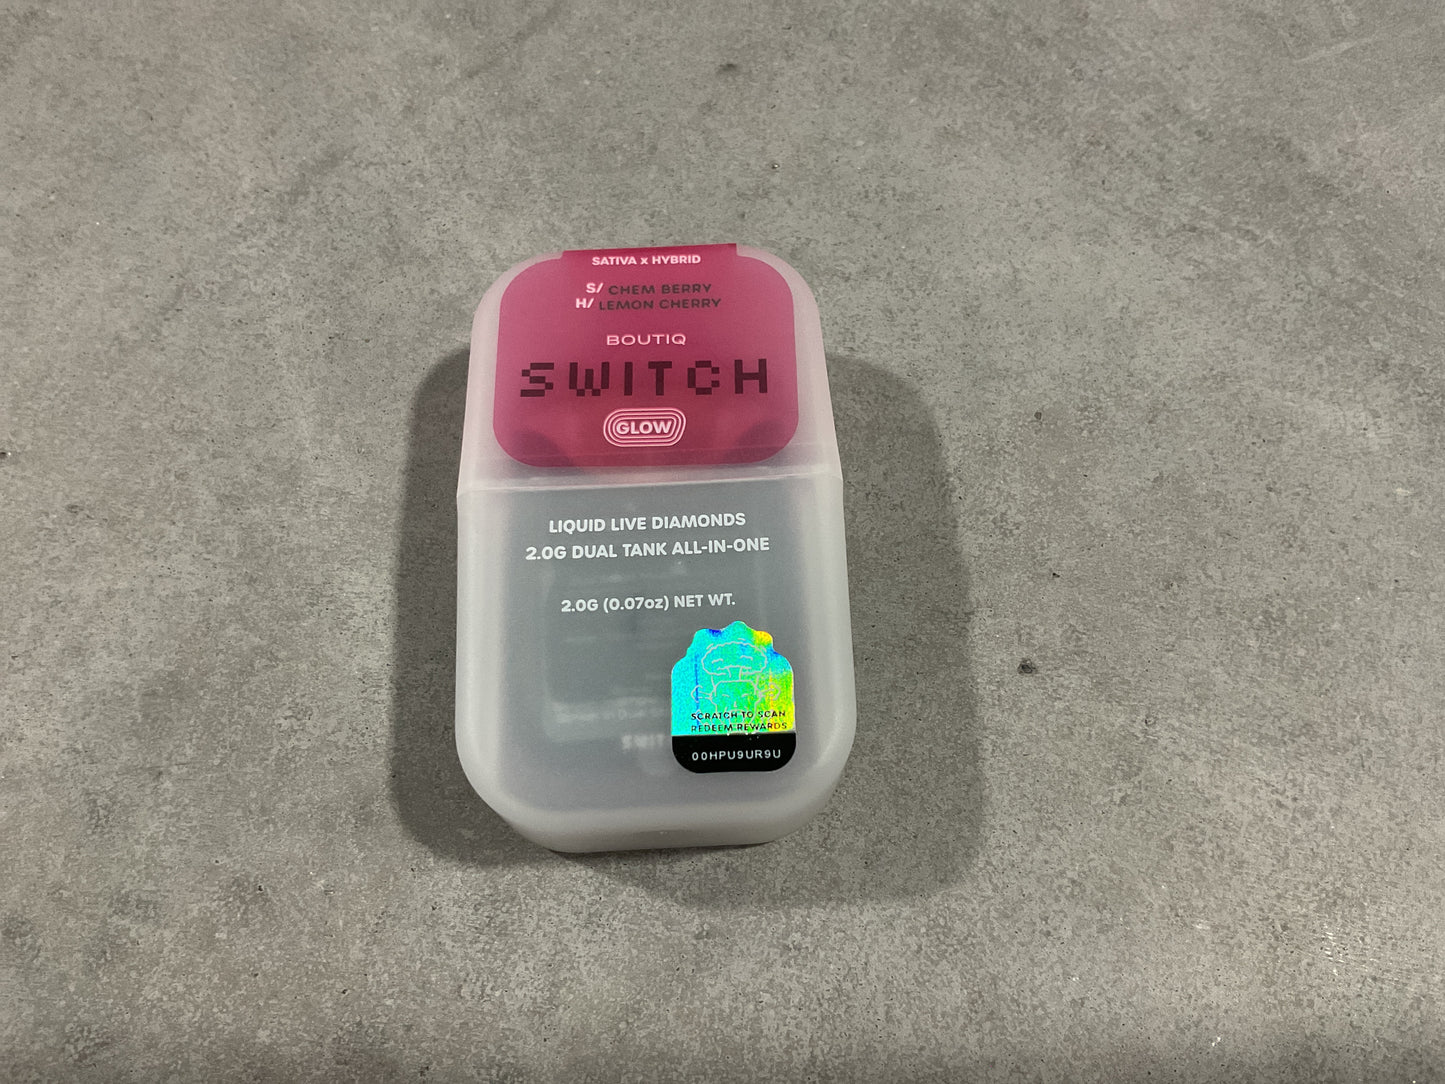 SATIVA x HYBRID
S/ CHEM BERRY
H/ LEMON CHERRY
BOUTIQ
SWITCH
GLOW
LIQUID LIVE DIAMONDS
2.0G DUAL TANK ALL-IN-ONE
2.0G (0.07oz) NET WT.
SCRATCH TO SCAN
REDEEM REWARDS
00HPU9UR9U